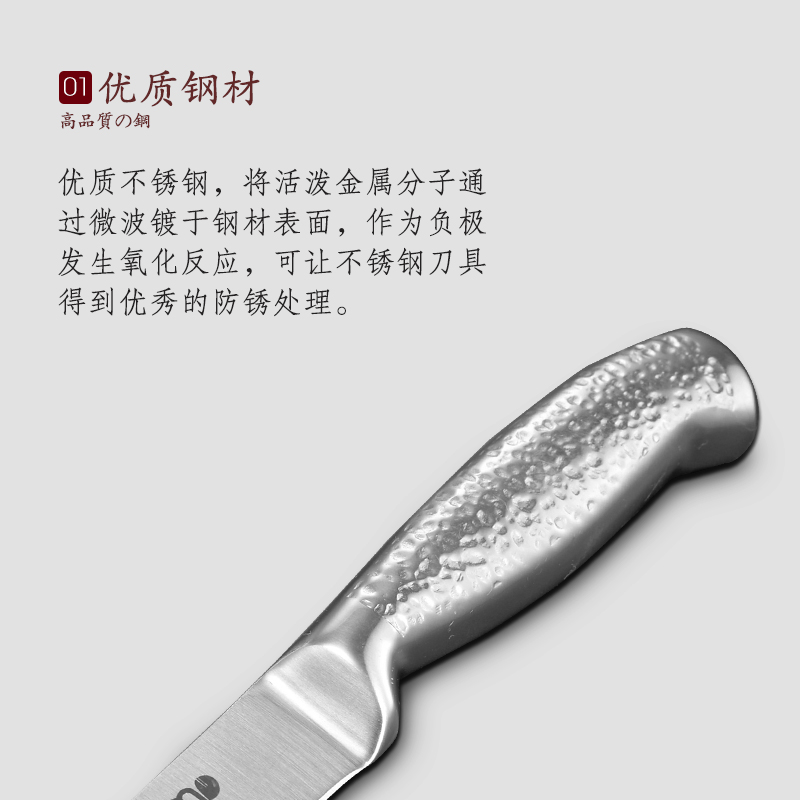 01 优质钢材
高品質の鋼
优质不锈钢，将活泼金属分子通
过微波镀于钢材表面，作为负极
发生氧化反应，可让不锈钢刀具
得到优秀的防锈处理。